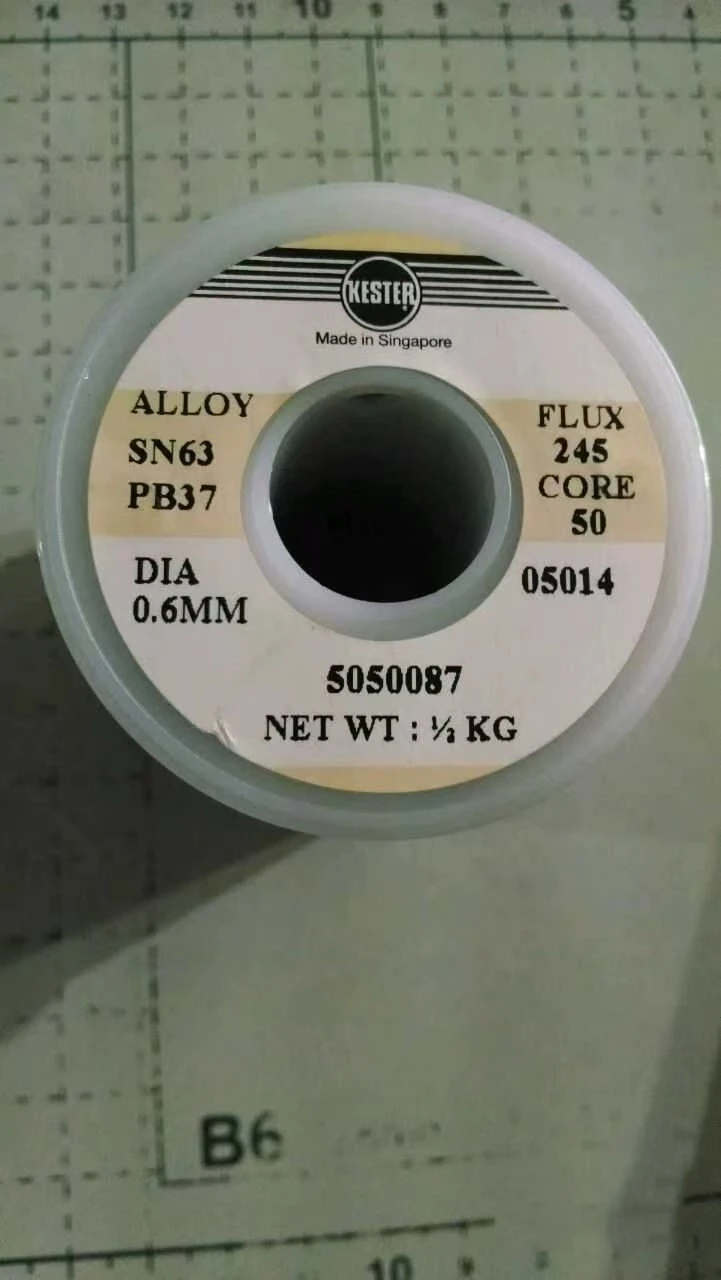 14 13 12 11 10 9 8 7 6 5 4
KESTER
Made in Singapore
ALLOY
SN63
PB37
FLUX
245
CORE
50
DIA
0.6MM
05014
5050087
NET WT : ½ KG
B6
10 9